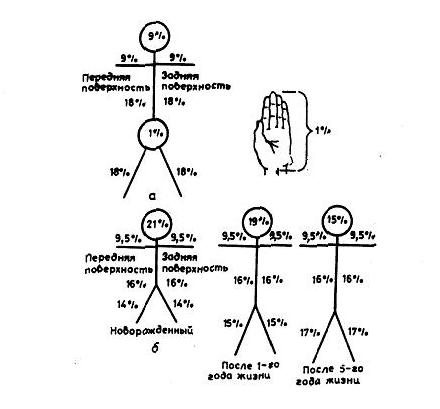 9%
9% 9%
Передняя Задняя
поверхность поверхность
18% 18%
1%
1%
18% 18%
а
21% 19% 15%
9,5% 9,5% 9,5% 9,5% 9,5% 9,5%
Передняя Задняя
поверхность поверхность
16% 16% 16% 16% 16% 16%
14% 14% 15% 15% 17% 17%
Новорожденный
б
После 1-го После 5-го
года жизни года жизни